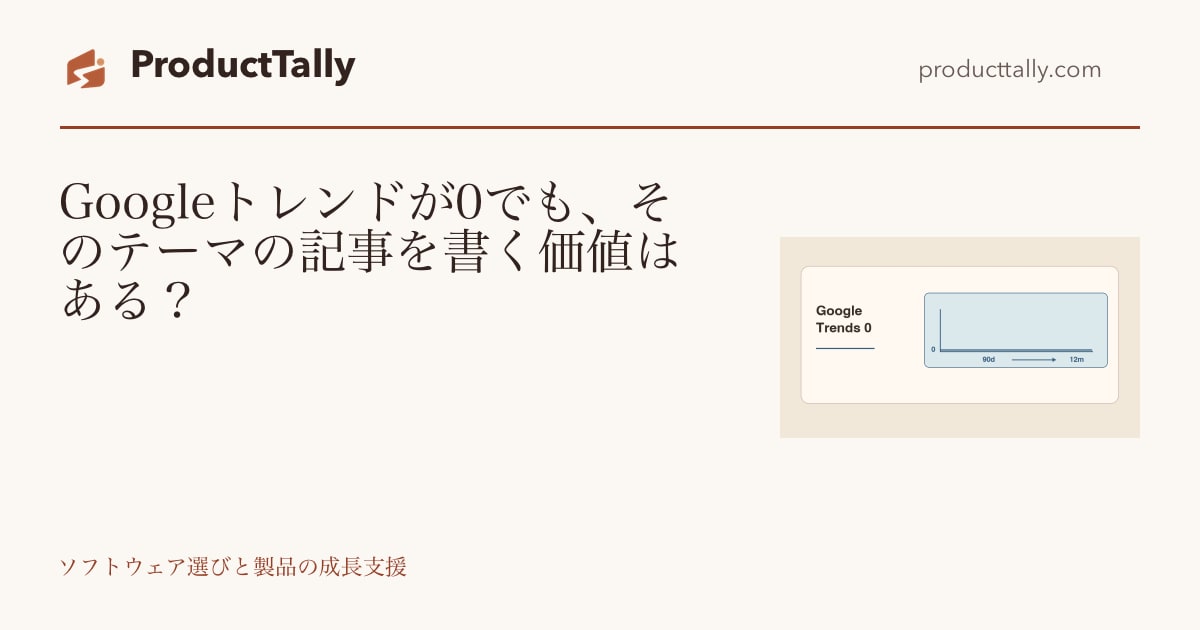 ProductTally
producttally.com
Googleトレンドが0でも、そ
のテーマの記事を書く価値は
ある？
Google
Trends 0
0
90d
12m
ソフトウェア選びと製品の成長支援